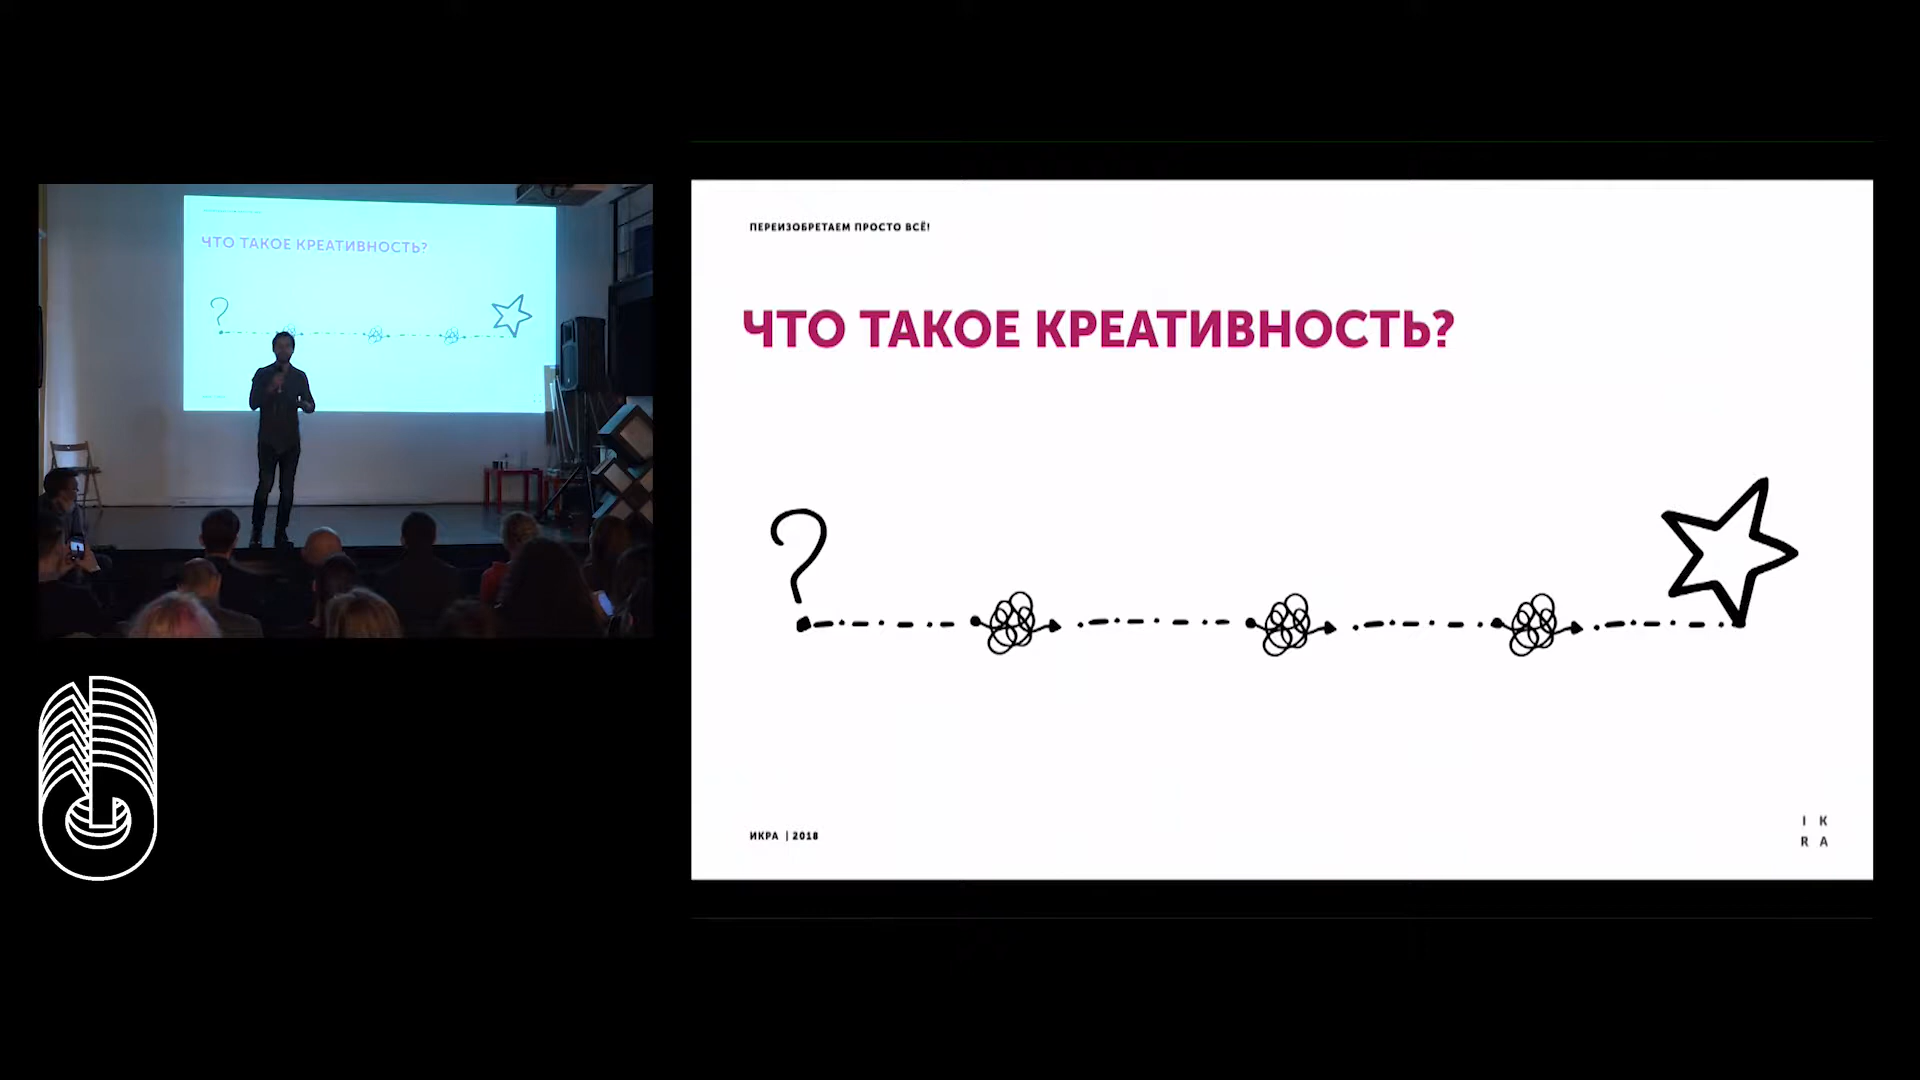 ЧТО ТАКОЕ КРЕАТИВНОСТЬ?
?
ПЕРЕИЗОБРЕТАЕМ ПРОСТО ВСЁ!
ЧТО ТАКОЕ КРЕАТИВНОСТЬ?
?
ИКРА | 2018
I K
R A